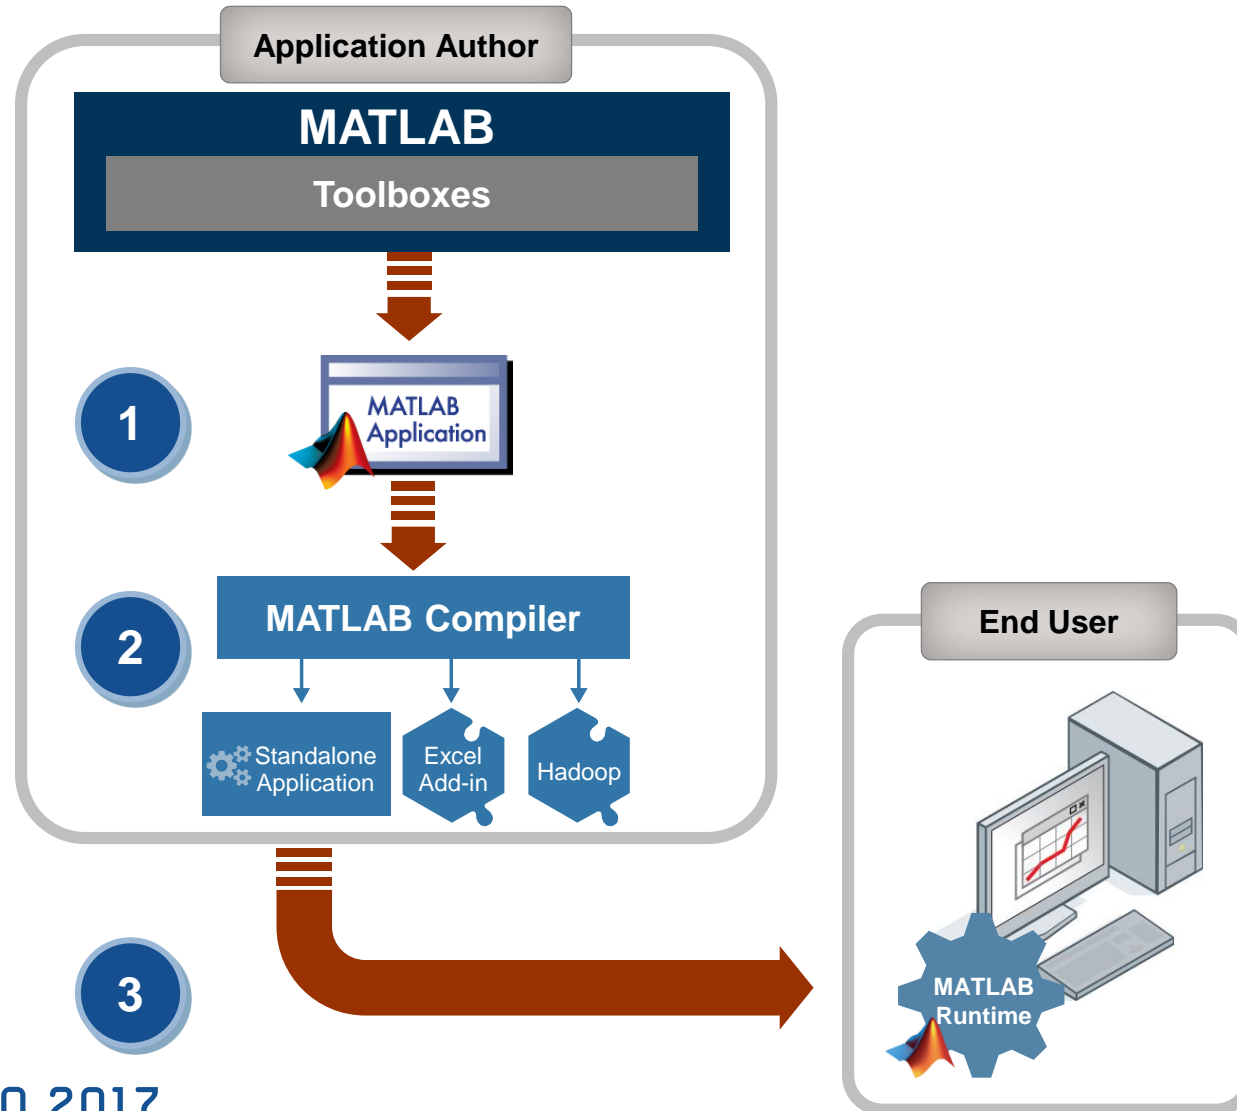 Application Author
MATLAB
Toolboxes
1
MATLAB
Application
2
MATLAB Compiler
Standalone
Application
Excel
Add-in
Hadoop
End User
MATLAB
Runtime
3
2017